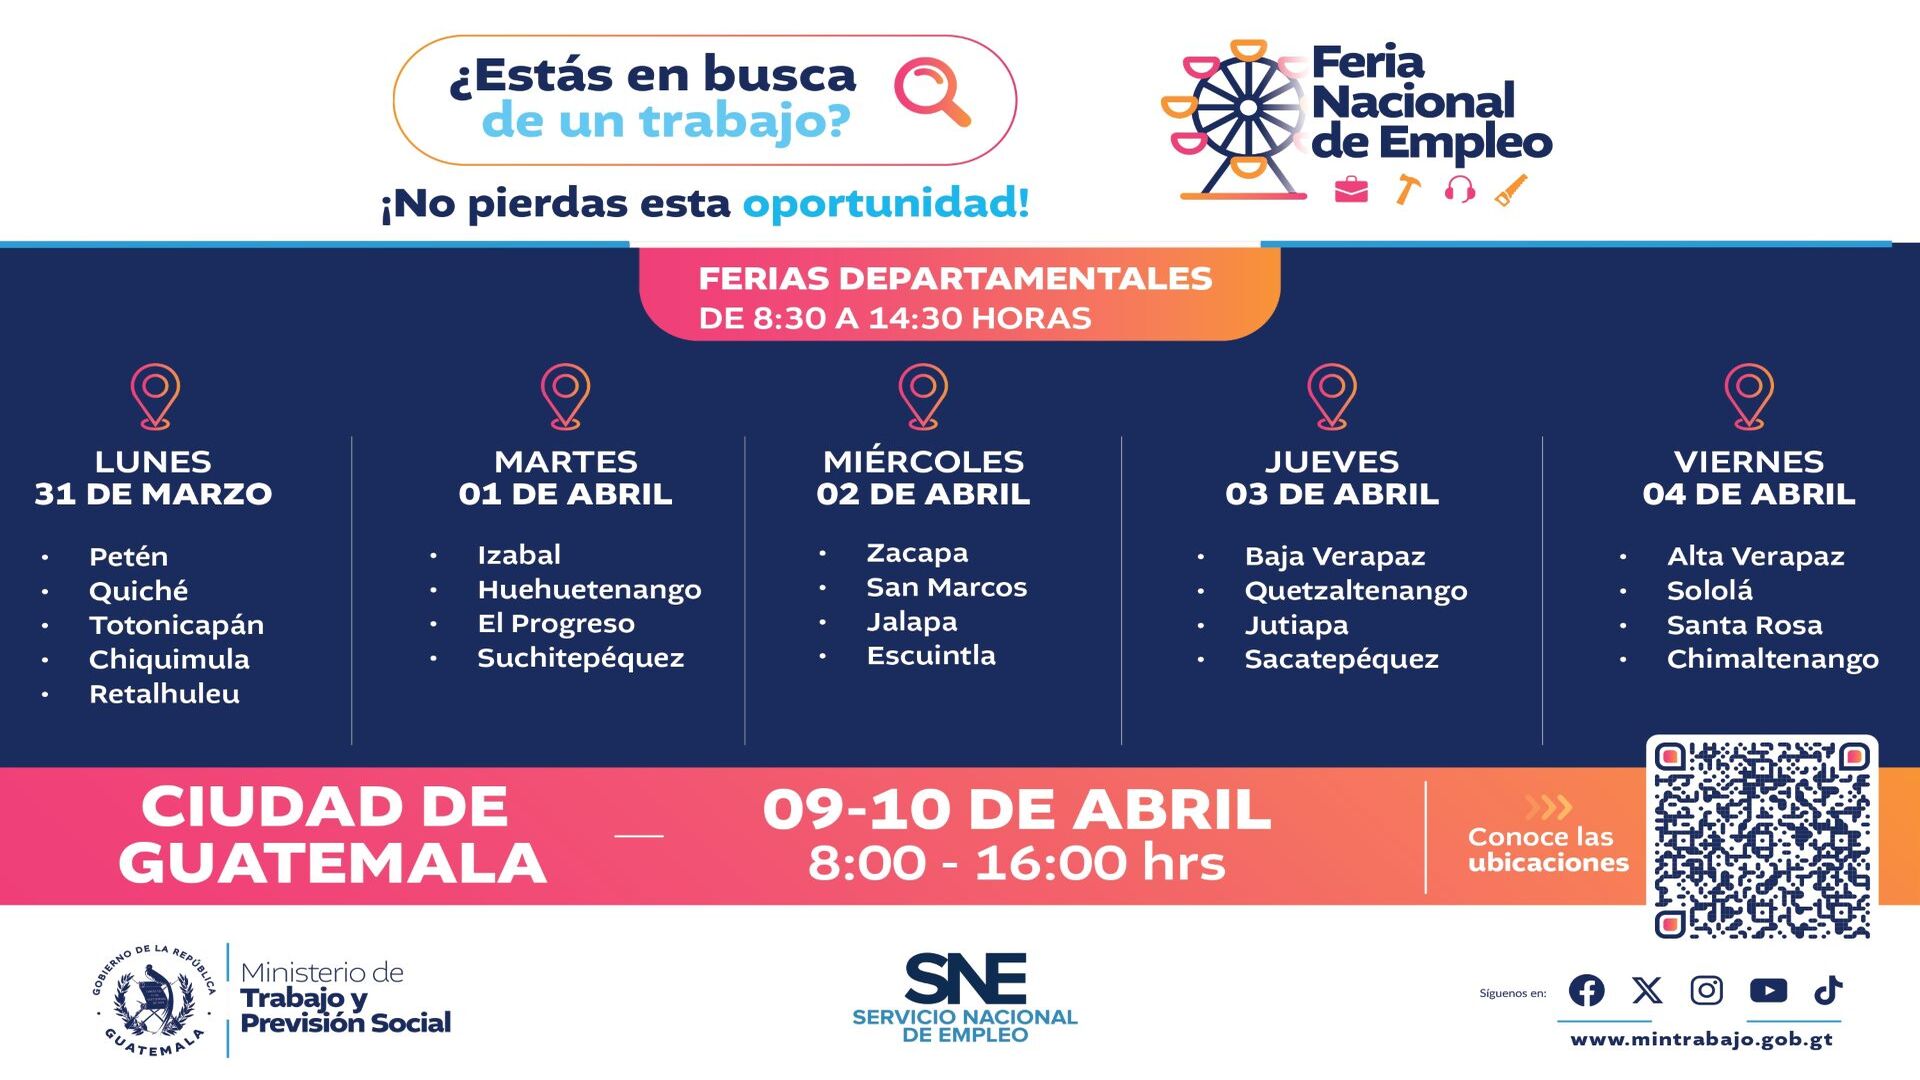 ¿Estás en busca
de un trabajo?
¡No pierdas esta oportunidad!
Feria
Nacional
de Empleo
FERIAS DEPARTAMENTALES
DE 8:30 A 14:30 HORAS
LUNES
31 DE MARZO
• Petén
• Quiché
• Totonicapán
• Chiquimula
• Retalhuleu
MARTES
01 DE ABRIL
• Izabal
• Huehuetenango
• El Progreso
• Suchitepéquez
MIÉRCOLES
02 DE ABRIL
• Zacapa
• San Marcos
• Jalapa
• Escuintla
JUEVES
03 DE ABRIL
• Baja Verapaz
• Quetzaltenango
• Jutiapa
• Sacatepéquez
VIERNES
04 DE ABRIL
• Alta Verapaz
• Sololá
• Santa Rosa
• Chimaltenango
CIUDAD DE
GUATEMALA
09-10 DE ABRIL
8:00 - 16:00 hrs
Conoce las
ubicaciones
GOBIERNO DE LA REPÚBLICA
GUATEMALA
Ministerio de
Trabajo y
Previsión Social
SNE
SERVICIO NACIONAL
DE EMPLEO
Síguenos en:
www.mintrabajo.gob.gt